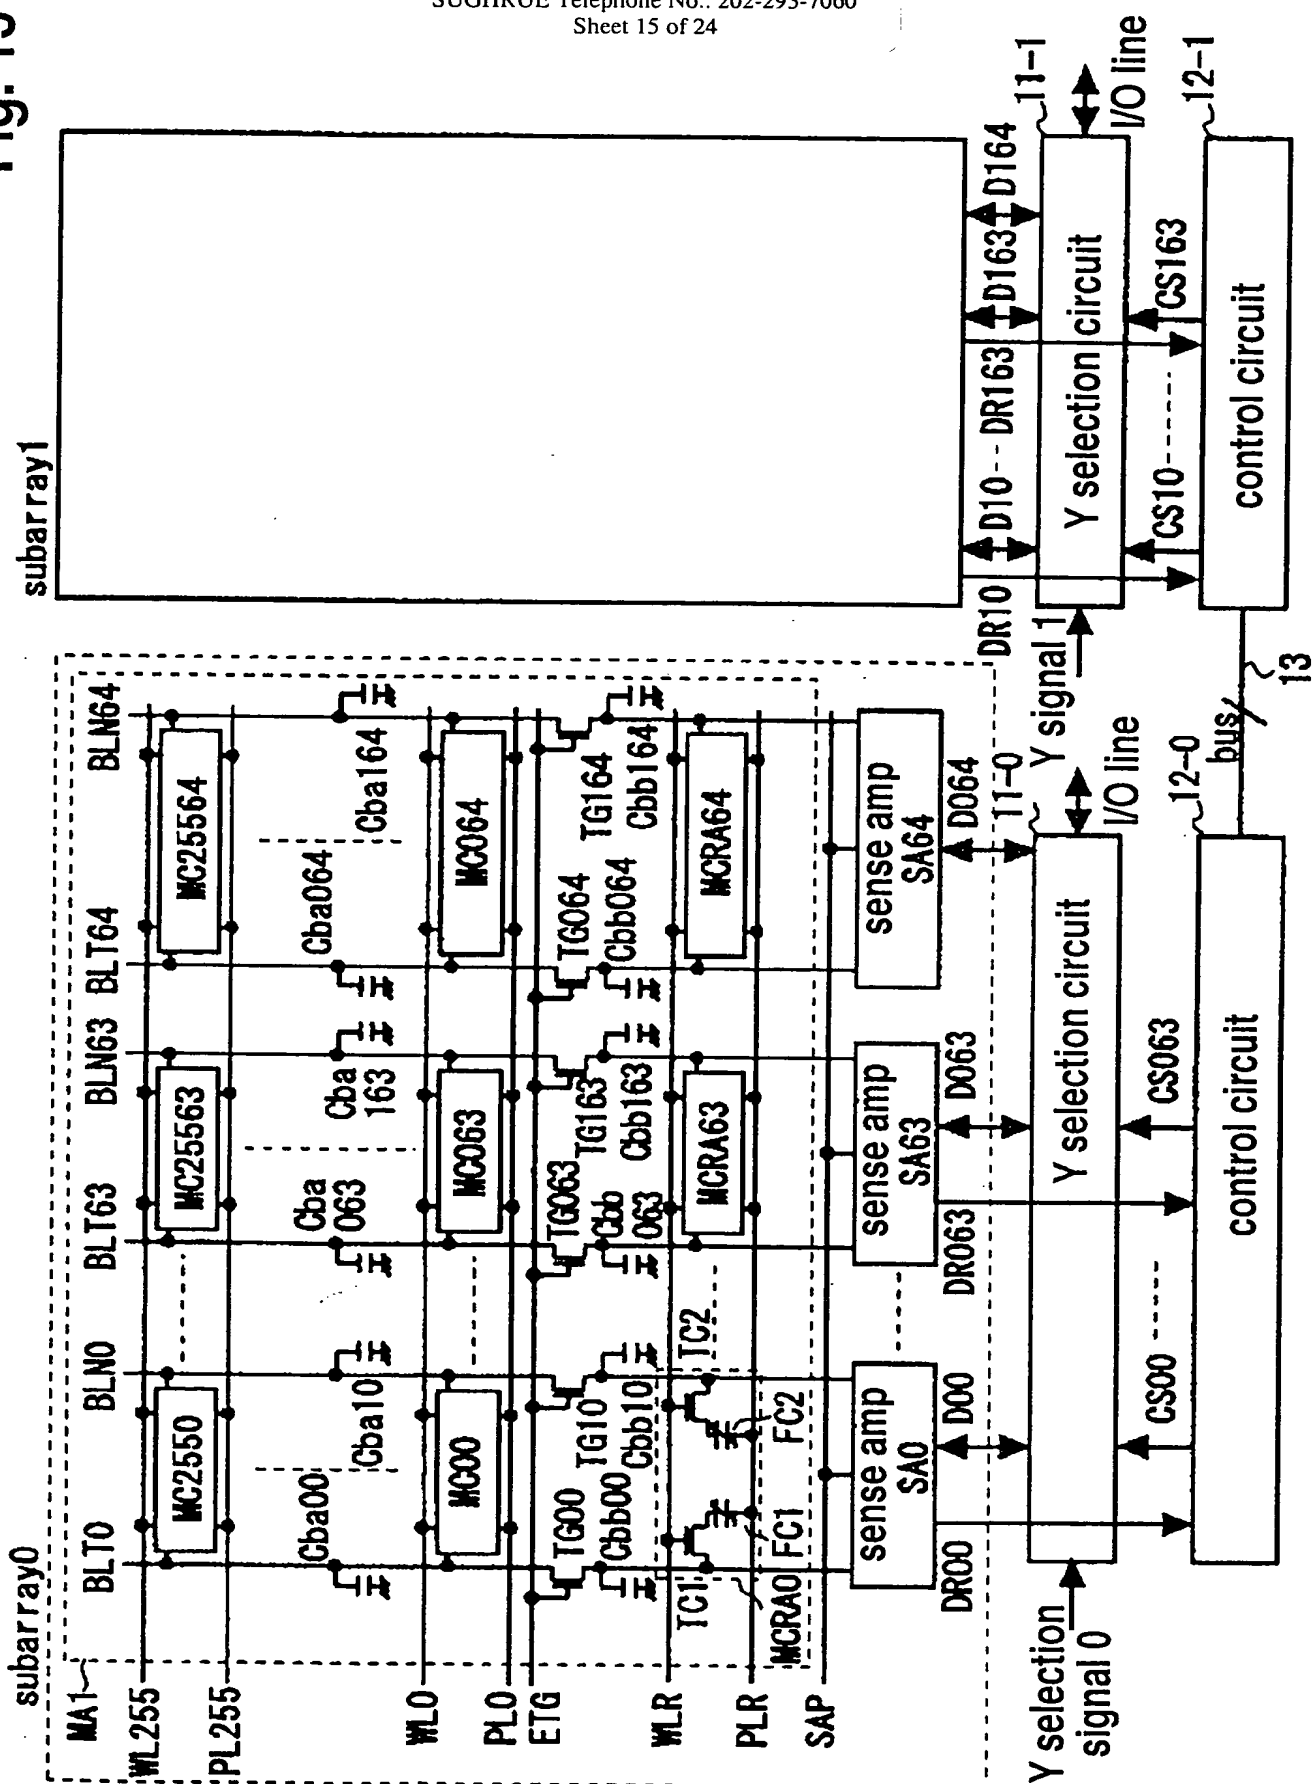 SUGHRUE Telephone No.: 202-293-7060
Sheet 15 of 24
subarray0
MA1
WL255
PL255
WL0
PL0
ETG
WLR
PLR
SAP
BLT0
BLN0
BLT63
BLN63
BLT64
BLN64
MC2550
MC25563
MC25564
Cba00
Cba10
Cba
063
Cba
163
Cba064
Cba164
MC00
MC063
MC064
TG00
TG10
TG063
TG163
TG064
TG164
Cbb00
Cbb10
Cbb
063
Cbb163
Cbb064
Cbb164
TC1
TC2
FC1
FC2
MCRA0
MCRA63
MCRA64
sense amp
SA0
sense amp
SA63
sense amp
SA64
DR00
D00
DR063
D063
D064
11-0
Y selection
signal 0
Y selection circuit
I/O line
CS00
CS063
12-0
control circuit
bus
13
subarray1
DR10
D10
DR163
D163
D164
11-1
Y signal 1
Y selection circuit
I/O line
CS10
CS163
12-1
control circuit